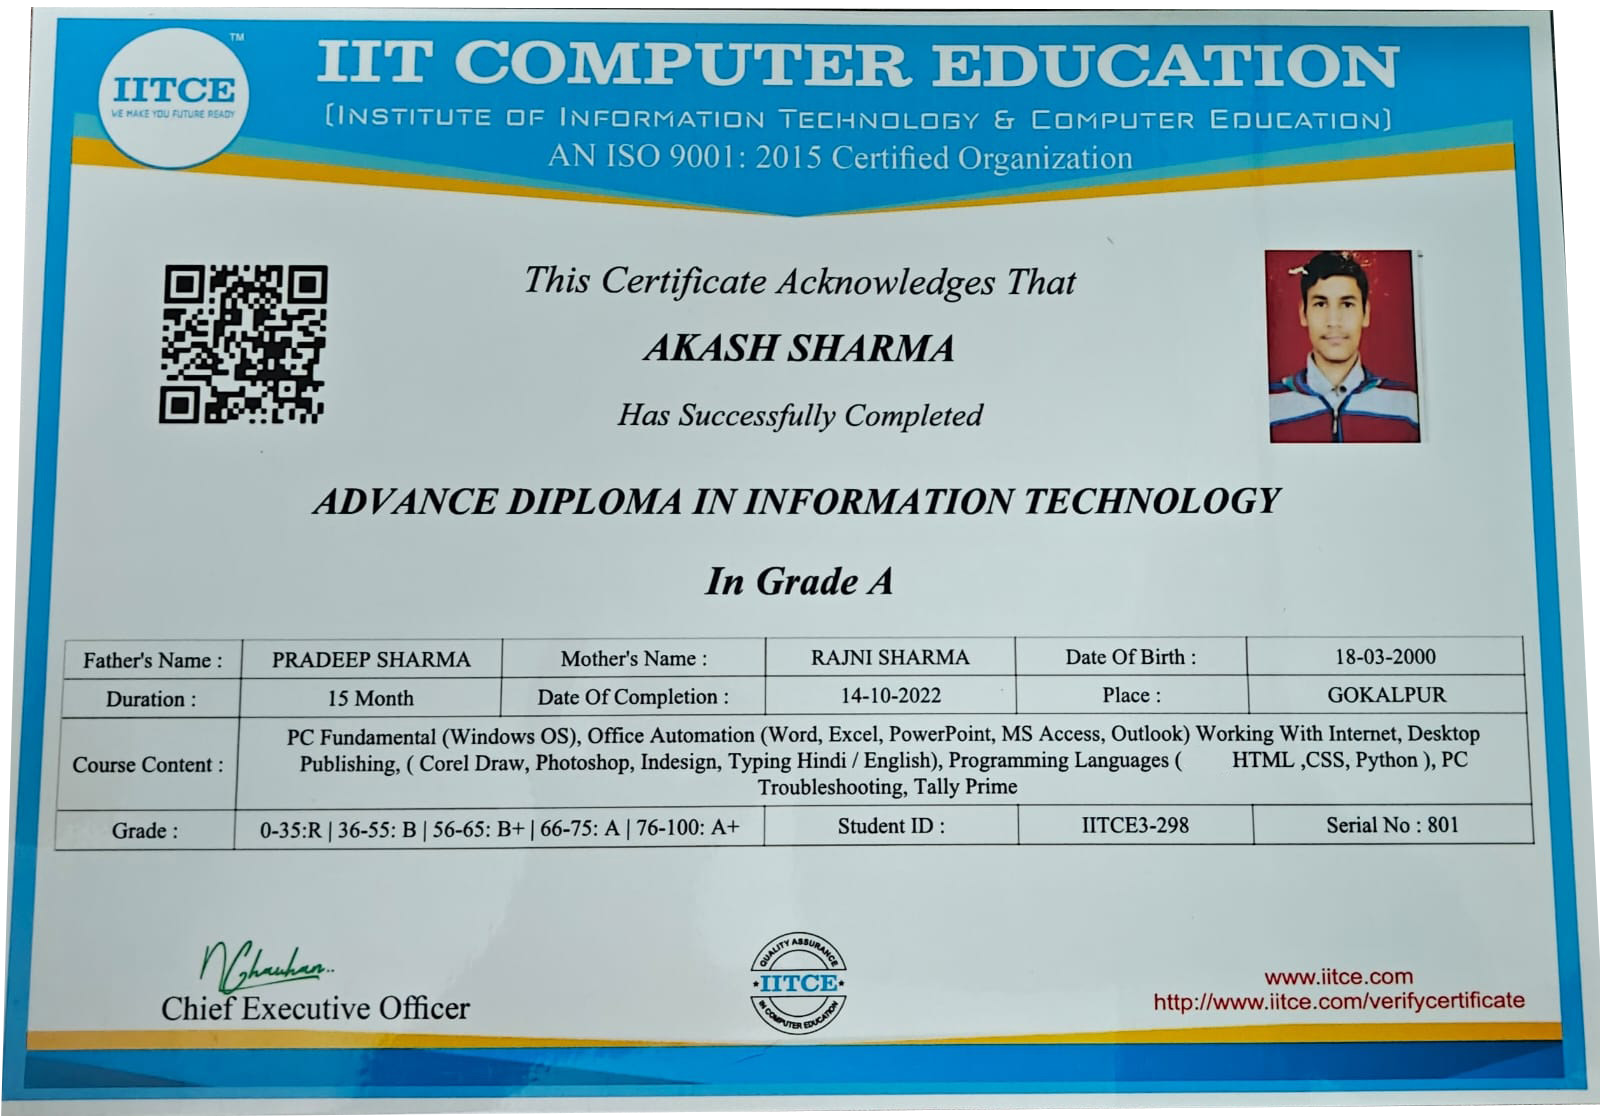 IITCE
TM
WE MAKE YOU FUTURE READY
IIT COMPUTER EDUCATION
(INSTITUTE OF INFORMATION TECHNOLOGY & COMPUTER EDUCATION)
AN ISO 9001: 2015 Certified Organization
This Certificate Acknowledges That
AKASH SHARMA
Has Successfully Completed
ADVANCE DIPLOMA IN INFORMATION TECHNOLOGY
In Grade A
Father's Name : PRADEEP SHARMA Mother's Name : RAJNI SHARMA Date Of Birth : 18-03-2000
Duration : 15 Month Date Of Completion : 14-10-2022 Place : GOKALPUR
Course Content : PC Fundamental (Windows OS), Office Automation (Word, Excel, PowerPoint, MS Access, Outlook) Working With Internet, Desktop
Publishing, ( Corel Draw, Photoshop, Indesign, Typing Hindi / English), Programming Languages ( HTML ,CSS, Python ), PC
Troubleshooting, Tally Prime
Grade : 0-35:R | 36-55: B | 56-65: B+ | 66-75: A | 76-100: A+ Student ID : IITCE3-298 Serial No : 801
NChauhan..
Chief Executive Officer
QUALITY ASSURANCE
IITCE
IN COMPUTER EDUCATION
www.iitce.com
http://www.iitce.com/verifycertificate